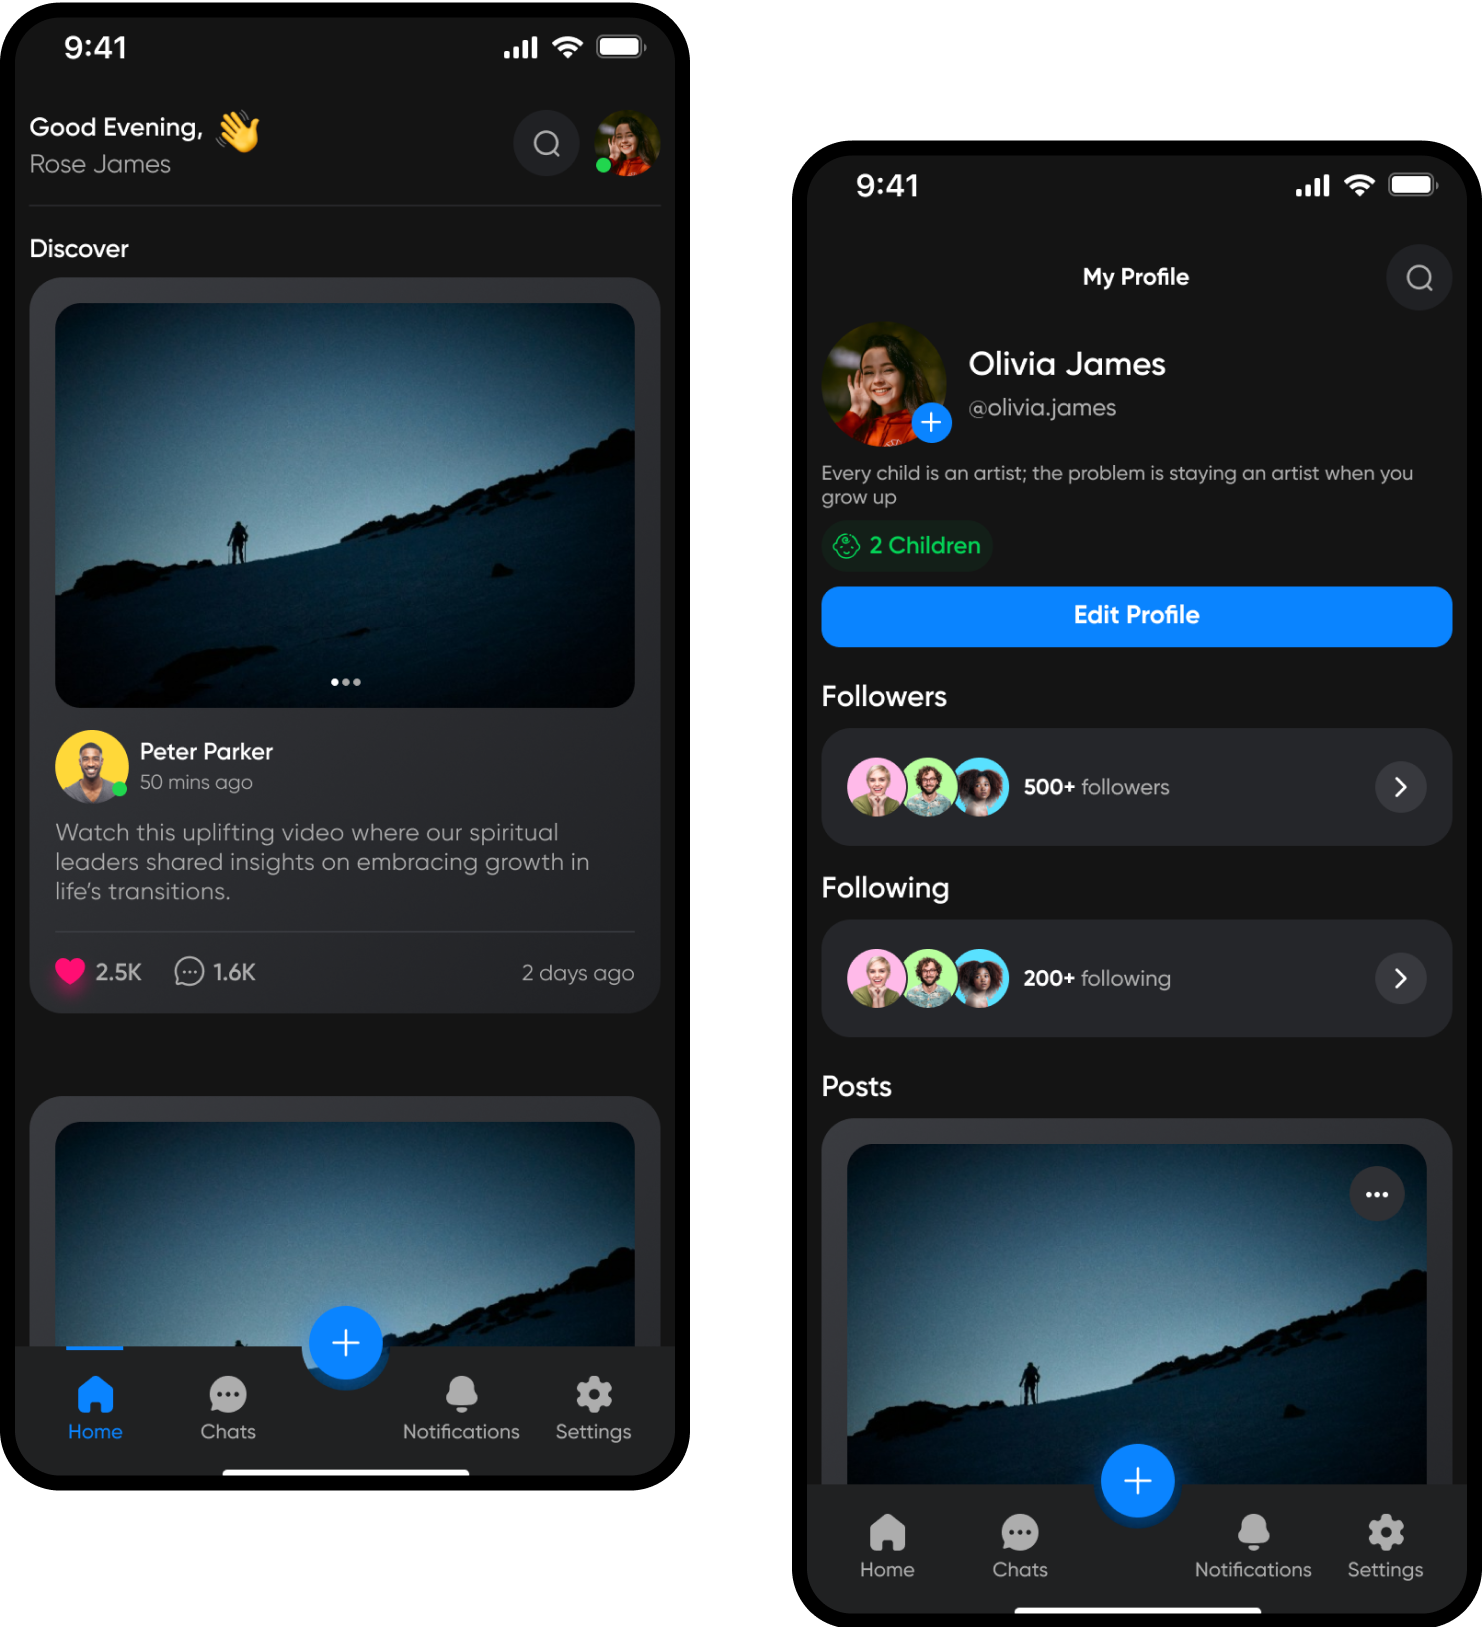 9:41
Good Evening, 👋
Rose James
Discover
Peter Parker
50 mins ago
Watch this uplifting video where our spiritual
leaders shared insights on embracing growth in
life’s transitions.
2.5K 1.6K 2 days ago
Home Chats Notifications Settings
9:41
My Profile
Olivia James
@olivia.james
Every child is an artist; the problem is staying an artist when you
grow up
2 Children
Edit Profile
Followers
500+ followers
Following
200+ following
Posts
Home Chats Notifications Settings